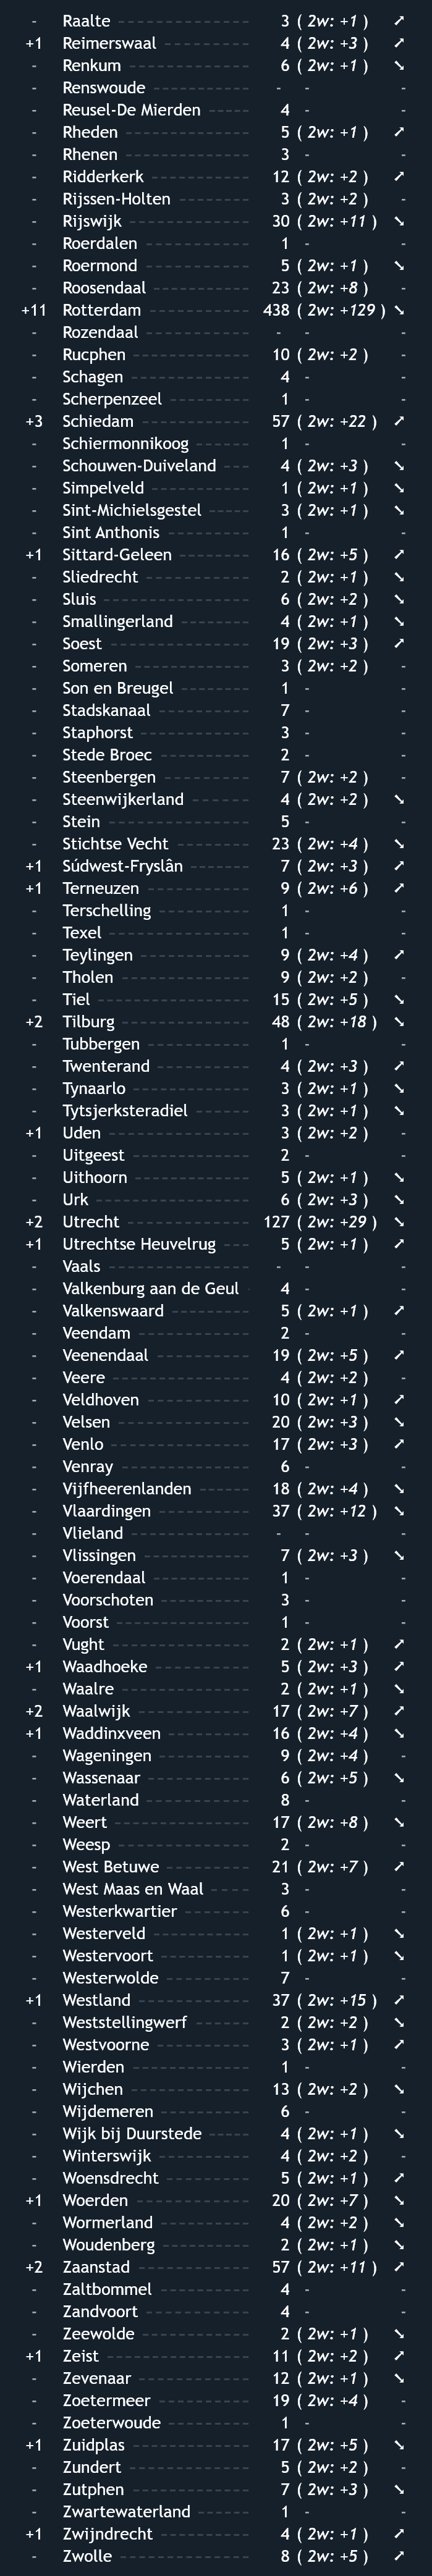 - Raalte 3 ( 2w: +1 ) ➚
+1 Reimerswaal 4 ( 2w: +3 ) ➚
- Renkum 6 ( 2w: +1 ) ➘
- Renswoude - - -
- Reusel-De Mierden 4 - -
- Rheden 5 ( 2w: +1 ) ➚
- Rhenen 3 - -
- Ridderkerk 12 ( 2w: +2 ) ➚
- Rijssen-Holten 3 ( 2w: +2 ) -
- Rijswijk 30 ( 2w: +11 ) ➘
- Roerdalen 1 - -
- Roermond 5 ( 2w: +1 ) ➘
- Roosendaal 23 ( 2w: +8 ) -
+11 Rotterdam 438 ( 2w: +129 ) ➘
- Rozendaal - - -
- Rucphen 10 ( 2w: +2 ) -
- Schagen 4 - -
- Scherpenzeel 1 - -
+3 Schiedam 57 ( 2w: +22 ) ➚
- Schiermonnikoog 1 - -
- Schouwen-Duiveland 4 ( 2w: +3 ) ➘
- Simpelveld 1 ( 2w: +1 ) ➘
- Sint-Michielsgestel 3 ( 2w: +1 ) ➘
- Sint Anthonis 1 - -
+1 Sittard-Geleen 16 ( 2w: +5 ) ➚
- Sliedrecht 2 ( 2w: +1 ) ➘
- Sluis 6 ( 2w: +2 ) ➘
- Smallingerland 4 ( 2w: +1 ) ➘
- Soest 19 ( 2w: +3 ) ➚
- Someren 3 ( 2w: +2 ) -
- Son en Breugel 1 - -
- Stadskanaal 7 - -
- Staphorst 3 - -
- Stede Broec 2 - -
- Steenbergen 7 ( 2w: +2 ) -
- Steenwijkerland 4 ( 2w: +2 ) ➘
- Stein 5 - -
- Stichtse Vecht 23 ( 2w: +4 ) ➘
+1 Súdwest-Fryslân 7 ( 2w: +3 ) ➚
+1 Terneuzen 9 ( 2w: +6 ) ➚
- Terschelling 1 - -
- Texel 1 - -
- Teylingen 9 ( 2w: +4 ) ➚
- Tholen 9 ( 2w: +2 ) -
- Tiel 15 ( 2w: +5 ) ➘
+2 Tilburg 48 ( 2w: +18 ) ➘
- Tubbergen 1 - -
- Twenterand 4 ( 2w: +3 ) ➚
- Tynaarlo 3 ( 2w: +1 ) ➘
- Tytsjerksteradiel 3 ( 2w: +1 ) ➘
+1 Uden 3 ( 2w: +2 ) -
- Uitgeest 2 - -
- Uithoorn 5 ( 2w: +1 ) ➘
- Urk 6 ( 2w: +3 ) ➘
+2 Utrecht 127 ( 2w: +29 ) ➘
+1 Utrechtse Heuvelrug 5 ( 2w: +1 ) ➚
- Vaals - - -
- Valkenburg aan de Geul 4 - -
- Valkenswaard 5 ( 2w: +1 ) ➚
- Veendam 2 - -
- Veenendaal 19 ( 2w: +5 ) ➚
- Veere 4 ( 2w: +2 ) -
- Veldhoven 10 ( 2w: +1 ) ➚
- Velsen 20 ( 2w: +3 ) ➘
- Venlo 17 ( 2w: +3 ) ➚
- Venray 6 - -
- Vijfheerenlanden 18 ( 2w: +4 ) ➘
- Vlaardingen 37 ( 2w: +12 ) ➘
- Vlieland - - -
- Vlissingen 7 ( 2w: +3 ) ➘
- Voerendaal 1 - -
- Voorschoten 3 - -
- Voorst 1 - -
- Vught 2 ( 2w: +1 ) ➚
+1 Waadhoeke 5 ( 2w: +3 ) ➚
- Waalre 2 ( 2w: +1 ) ➘
+2 Waalwijk 17 ( 2w: +7 ) ➚
+1 Waddinxveen 16 ( 2w: +4 ) ➘
- Wageningen 9 ( 2w: +4 ) -
- Wassenaar 6 ( 2w: +5 ) ➘
- Waterland 8 - -
- Weert 17 ( 2w: +8 ) ➘
- Weesp 2 - -
- West Betuwe 21 ( 2w: +7 ) ➚
- West Maas en Waal 3 - -
- Westerkwartier 6 - -
- Westerveld 1 ( 2w: +1 ) ➘
- Westervoort 1 ( 2w: +1 ) ➘
- Westerwolde 7 - -
+1 Westland 37 ( 2w: +15 ) ➚
- Weststellingwerf 2 ( 2w: +2 ) ➘
- Westvoorne 3 ( 2w: +1 ) ➚
- Wierden 1 - -
- Wijchen 13 ( 2w: +2 ) ➘
- Wijdemeren 6 - -
- Wijk bij Duurstede 4 ( 2w: +1 ) ➘
- Winterswijk 4 ( 2w: +2 ) -
- Woensdrecht 5 ( 2w: +1 ) ➚
+1 Woerden 20 ( 2w: +7 ) ➘
- Wormerland 4 ( 2w: +2 ) ➘
- Woudenberg 2 ( 2w: +1 ) ➘
+2 Zaanstad 57 ( 2w: +11 ) ➚
- Zaltbommel 4 - -
- Zandvoort 4 - -
- Zeewolde 2 ( 2w: +1 ) ➘
+1 Zeist 11 ( 2w: +2 ) ➚
- Zevenaar 12 ( 2w: +1 ) ➘
- Zoetermeer 19 ( 2w: +4 ) -
- Zoeterwoude 1 - -
+1 Zuidplas 17 ( 2w: +5 ) ➘
- Zundert 5 ( 2w: +2 ) -
- Zutphen 7 ( 2w: +3 ) ➘
- Zwartewaterland 1 - -
+1 Zwijndrecht 4 ( 2w: +1 ) ➚
- Zwolle 8 ( 2w: +5 ) ➚